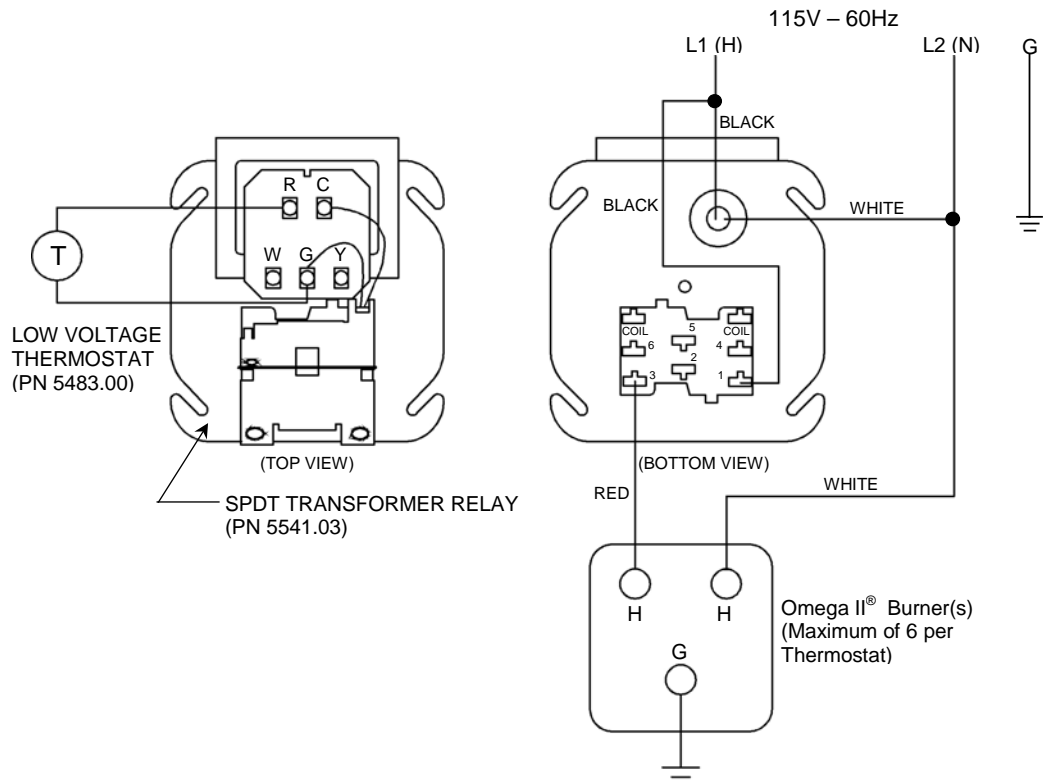 115V – 60Hz
L1 (H)
L2 (N)
G
BLACK
R C
BLACK
WHITE
T
W G Y
LOW VOLTAGE
THERMOSTAT
(PN 5483.00)
COIL
5
COIL
6
4
2
3
1
(TOP VIEW)
(BOTTOM VIEW)
RED
WHITE
SPDT TRANSFORMER RELAY
(PN 5541.03)
H
H
Omega II® Burner(s)
(Maximum of 6 per
Thermostat)
G